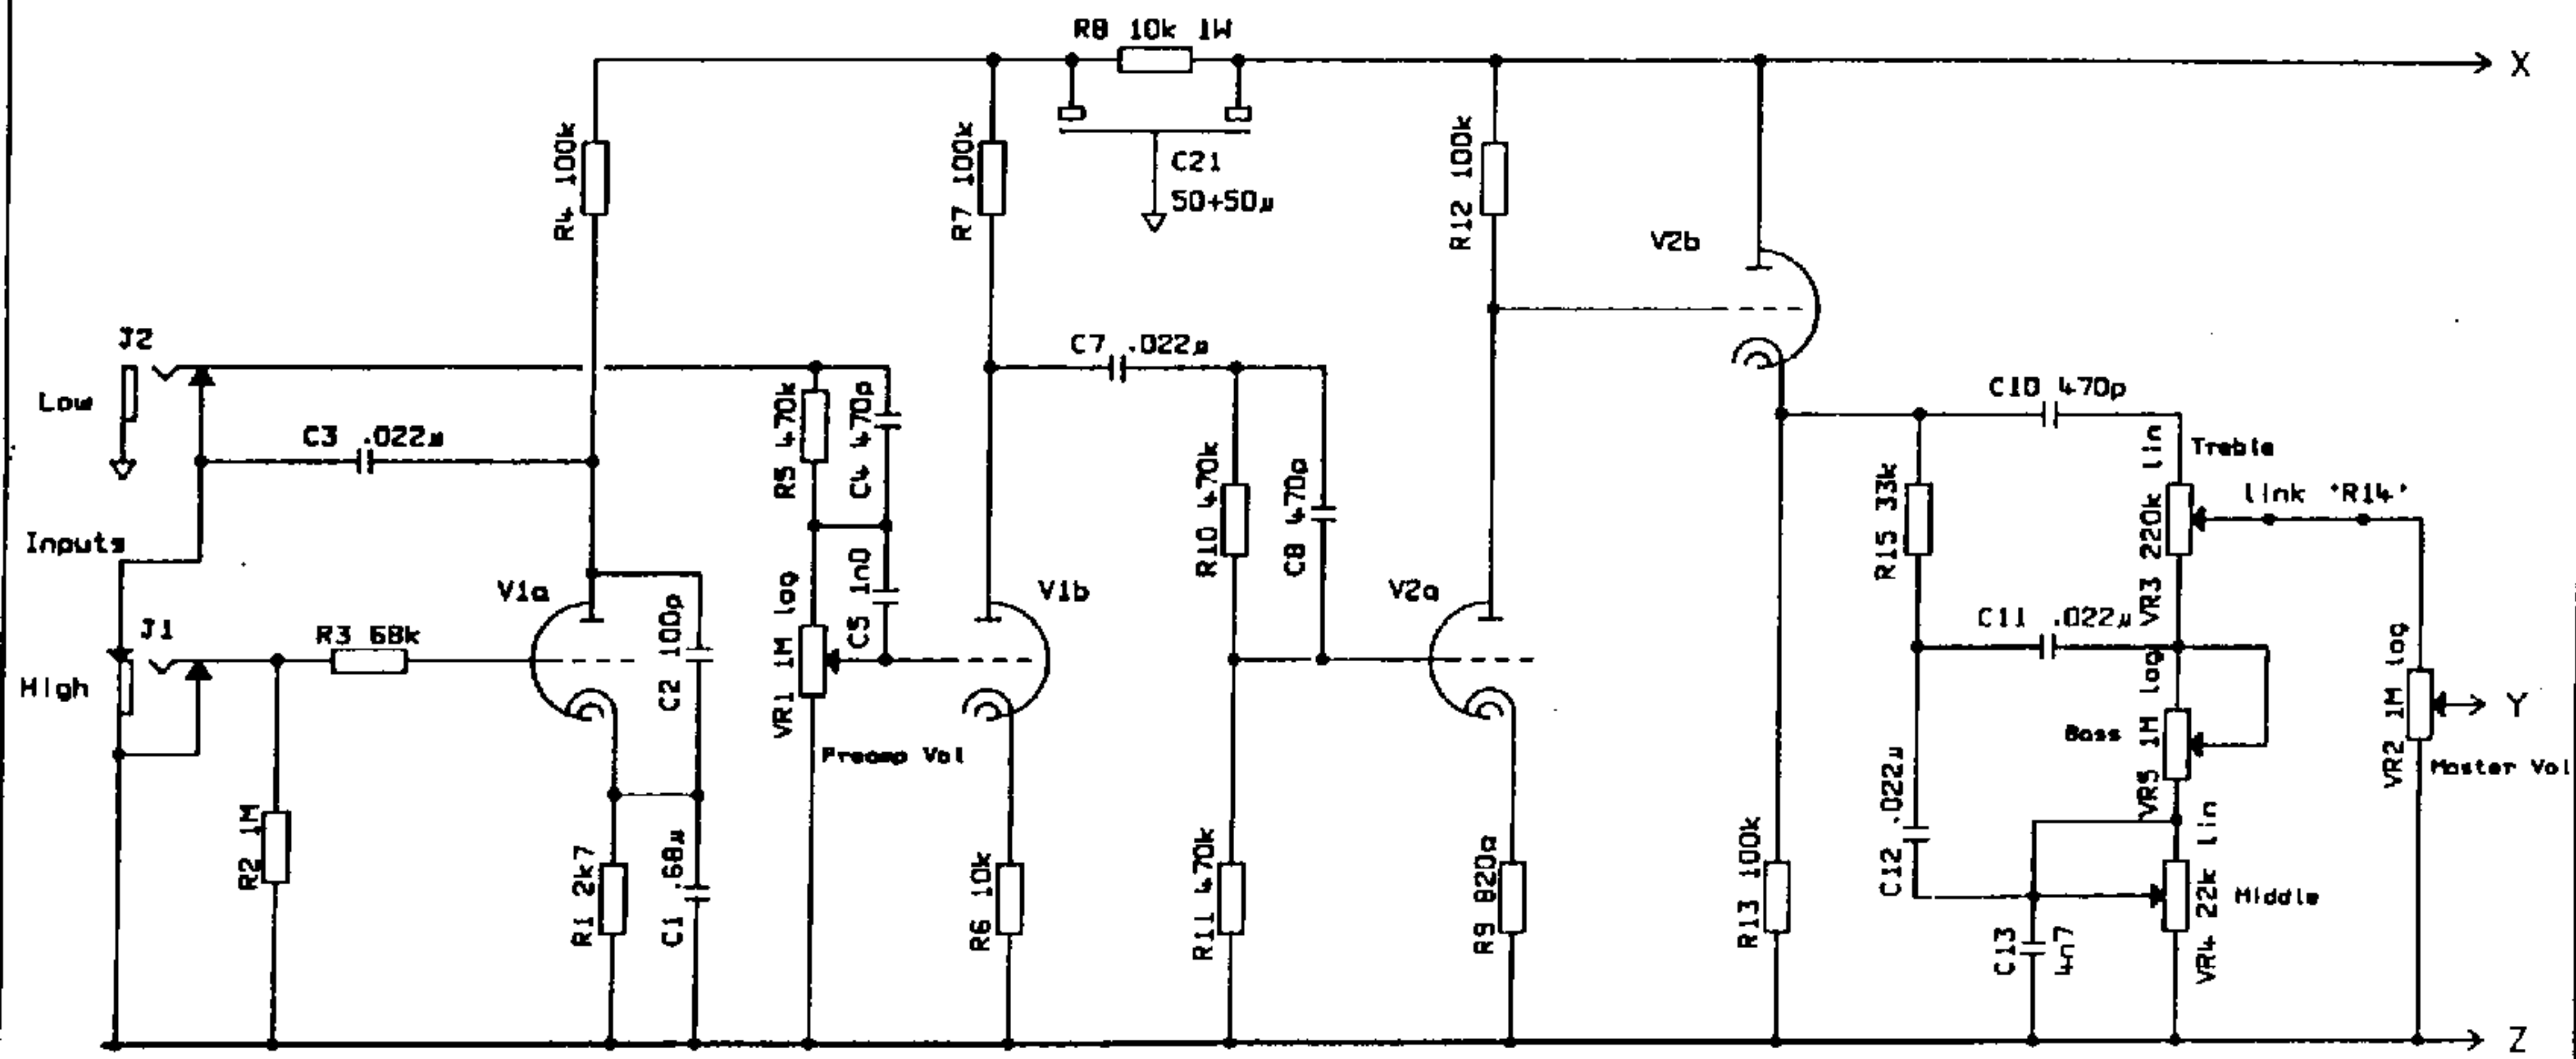 R8 10k 1W
X
R4 100k
R7 100k
C21
50+50µ
R12 100k
V2b
J2
Low
C3 .022µ
R5 470k
C4 470p
C7 .022µ
C10 470p
Treble
link 'R14'
VR3 220k lin
R15 33k
R10 470k
C8 470p
Inputs
J1
High
R3 68k
V1a
C2 100p
C5 1n0
VR1 1M log
Preamp Vol
V1b
V2a
C11 .022µ
VR5 1M log
Bass
VR2 1M log
Master Vol
Y
R2 1M
R1 2k7
C1 .68µ
R6 10k
R11 470k
R9 820Ω
R13 100k
C12 .022µ
C13
4n7
VR4 22k lin
Middle
Z